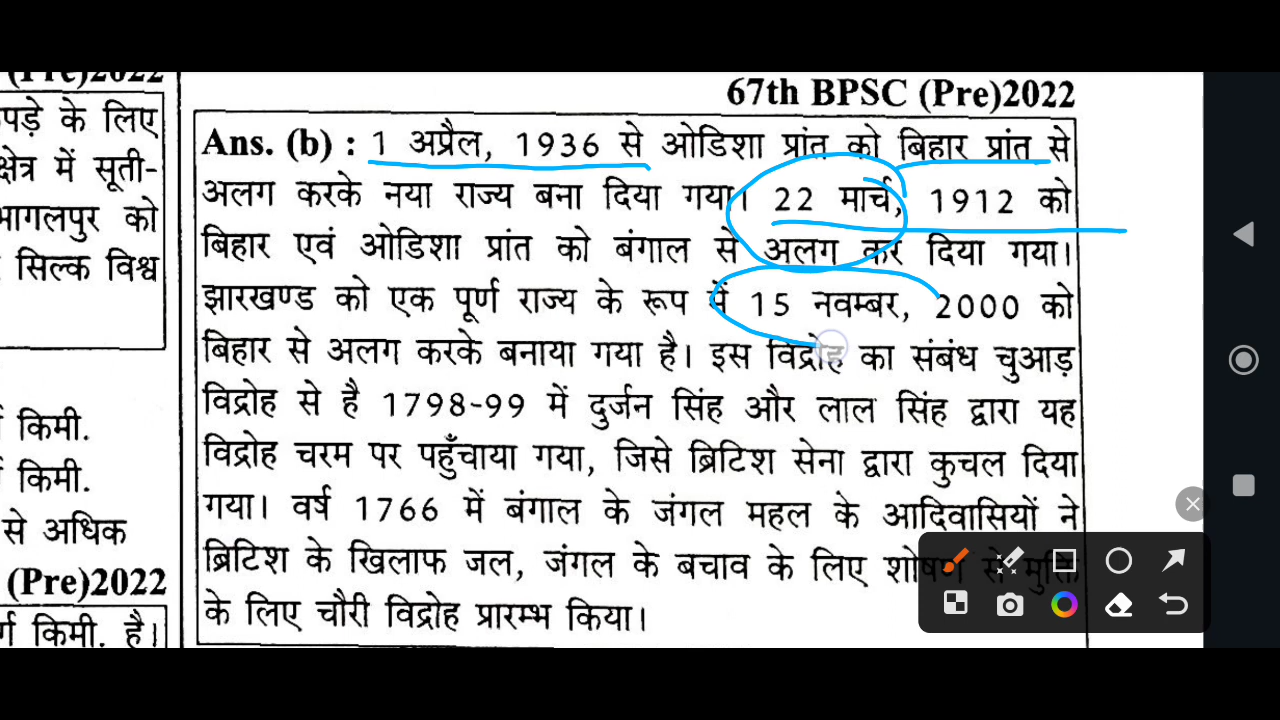 (Pre)2022
पड़े के लिए
क्षेत्र में सूती-
भागलपुर को
सिल्क विश्व
किमी.
किमी.
से अधिक
(Pre)2022
र्ग किमी. है।
67th BPSC (Pre)2022
Ans. (b) : 1 अप्रैल, 1936 से ओडिशा प्रांत को बिहार प्रांत से
अलग करके नया राज्य बना दिया गया। 22 मार्च, 1912 को
बिहार एवं ओडिशा प्रांत को बंगाल से अलग कर दिया गया।
झारखण्ड को एक पूर्ण राज्य के रूप में 15 नवम्बर, 2000 को
बिहार से अलग करके बनाया गया है। इस विद्रोह का संबंध चुआड़
विद्रोह से है 1798-99 में दुर्जन सिंह और लाल सिंह द्वारा यह
विद्रोह चरम पर पहुँचाया गया, जिसे ब्रिटिश सेना द्वारा कुचल दिया
गया। वर्ष 1766 में बंगाल के जंगल महल के आदिवासियों ने
ब्रिटिश के खिलाफ जल, जंगल के बचाव के लिए शोषण से मुक्ति
के लिए चौरी विद्रोह प्रारम्भ किया।